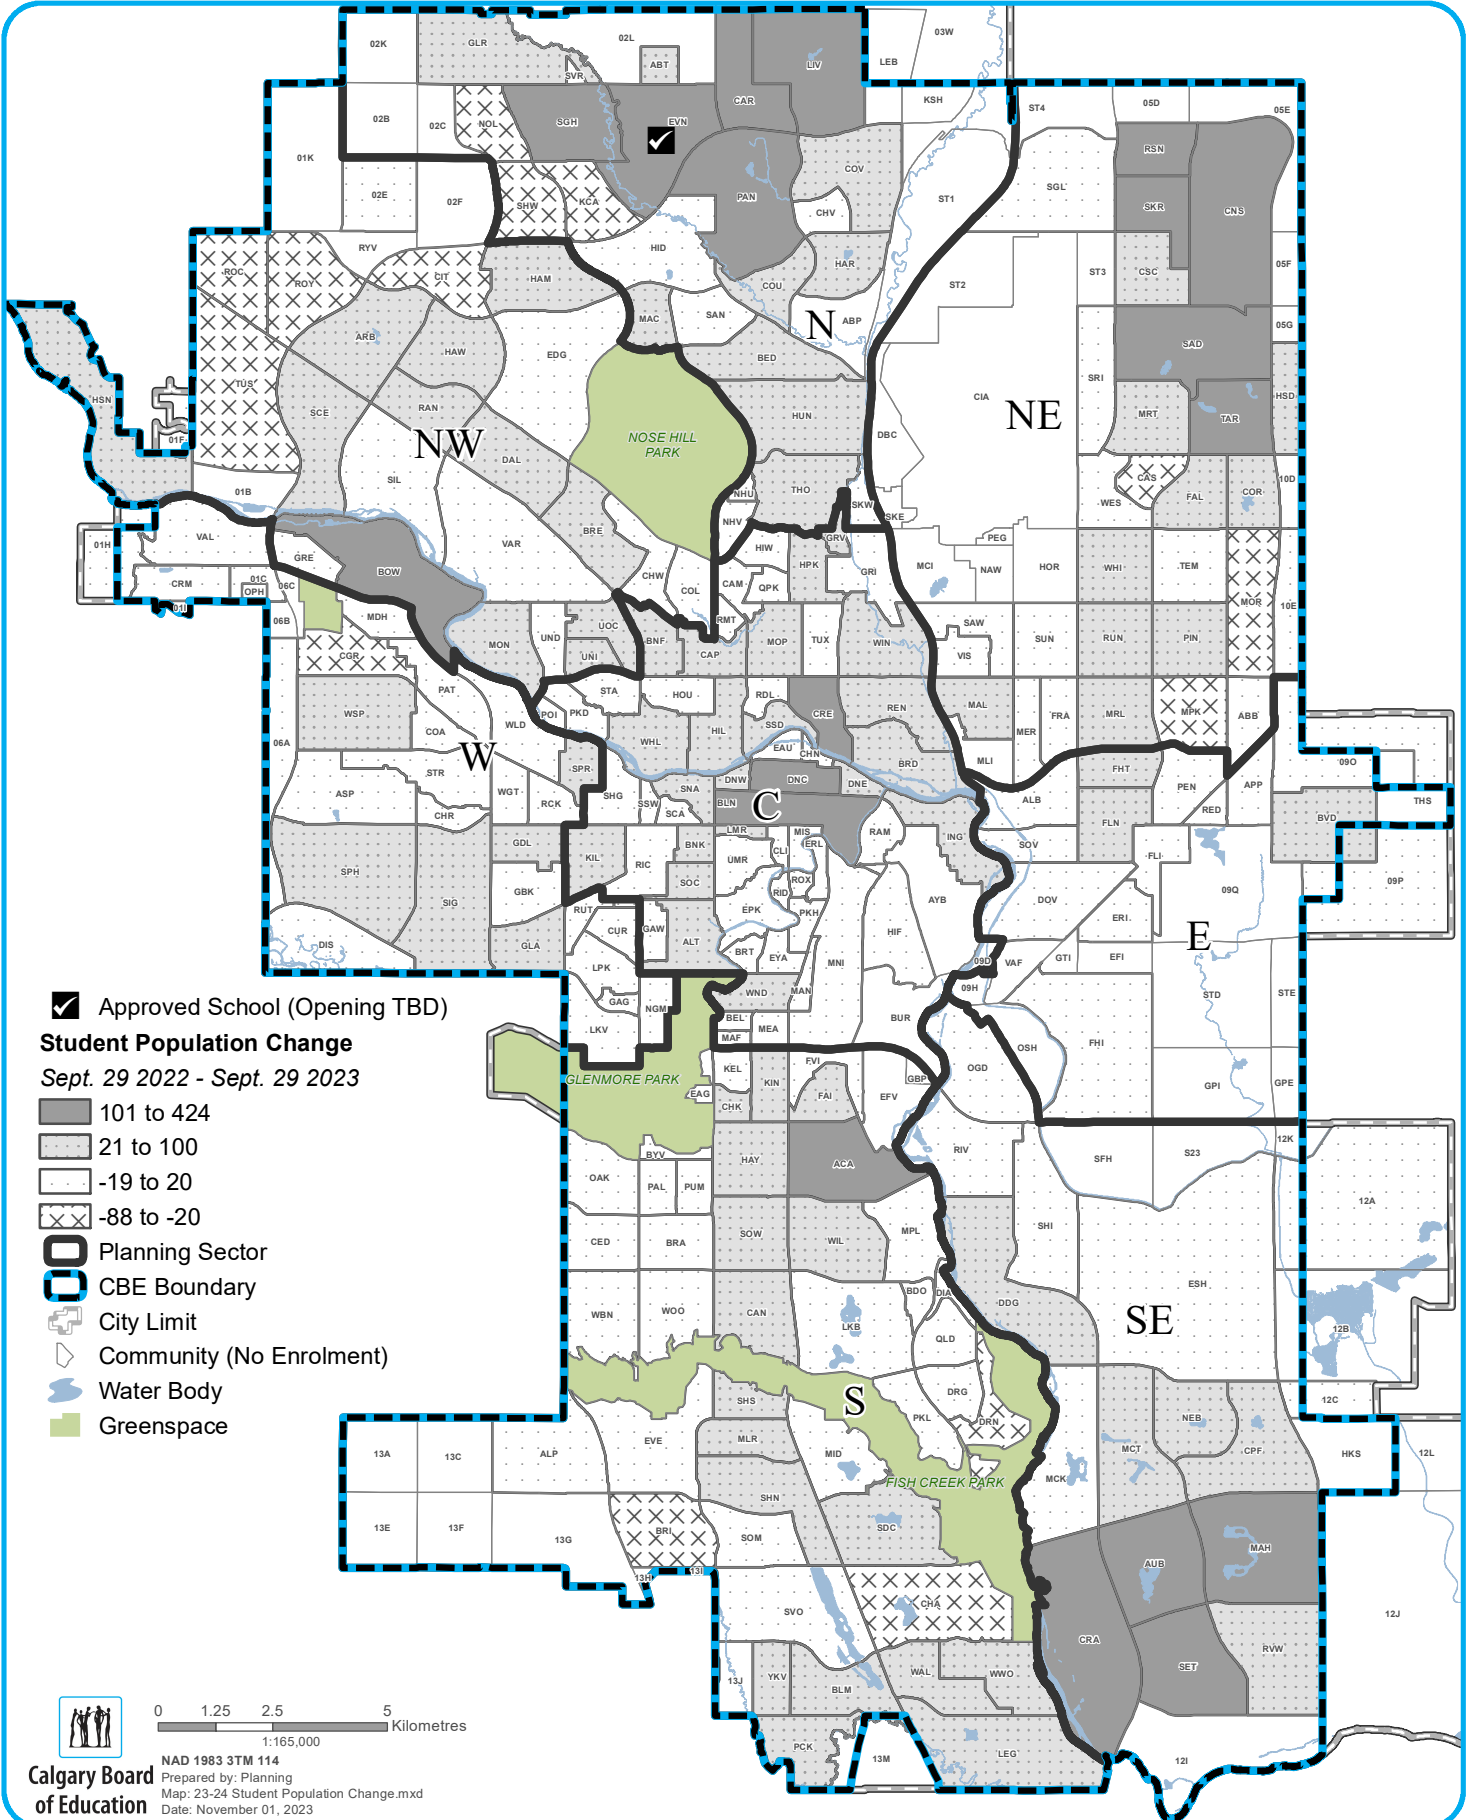 02K
GLR
02L
03W
LEB
SVR
ABT
LIV
02B
02C
NOL
SGH
EVN
CAR
KSH
ST4
05D
05E
01K
02E
02F
SHW
KCA
PAN
COV
CHV
ST1
SGL
RSN
SKR
CNS
RYV
ROC
ROY
CIT
HAM
HID
HAR
COU
ST2
ST3
CSC
05F
MAC
SAN
N
ABP
05G
ARB
HAW
EDG
BED
SAD
HSN
TUS
SCE
RAN
NOSE HILL
PARK
HUN
DBC
CIA
NE
SRI
MRT
TAR
HSD
01F
NW
DAL
SIL
THO
NHU
SKW
SKE
CAS
WES
FAL
COR
10D
01B
VAL
01H
GRE
VAR
BRE
NHV
HIW
GRV
PEG
BOW
CRM
01C
OPH
06C
01I
CHW
COL
CAM
QPK
HPK
GRI
MCI
NAW
HOR
WHI
TEM
MOR
10E
06B
MDH
CGR
MON
UND
UOC
UNI
BNF
RMT
CAP
MOP
TUX
WIN
SAW
VIS
SUN
RUN
PIN
WSP
PAT
COA
WLD
POI
PKD
STA
HOU
RDL
CRE
REN
MAL
MER
FRA
MRL
MPK
ABB
06A
W
WHL
HIL
SSD
EAU
CHN
BRD
MLI
STR
ASP
CHR
WGT
RCK
SPR
SHG
SSW
SNA
SCA
DNW
DNC
DNE
BLN
C
ALB
FHT
PEN
RED
APP
09O
THS
BVD
SPH
SIG
GDL
GBK
KIL
RIC
BNK
SOC
LMR
UMR
MIS
CLI
ERL
ROX
RID
RAM
ING
SOV
FLN
FLI
09Q
09P
DIS
GLA
RUT
CUR
GAW
ALT
EPK
PKH
BRT
EYA
MNI
HIF
AYB
DOV
ERI
E
LPK
GAG
LKV
NGM
WND
MAN
BEL
MAF
MEA
BUR
09D
09H
VAF
GTI
EFI
STD
STE
GLENMORE PARK
EAG
KEL
CHK
KIN
FVI
FAI
EFV
GBP
OGD
OSH
FHI
GPI
GPE
BYV
OAK
PAL
PUM
HAY
ACA
RIV
SFH
S23
12K
12A
CED
BRA
SOW
WIL
MPL
SHI
ESH
WBN
WOO
CAN
LKB
BDO
DIA
QLD
DDG
SE
12B
12C
S
SHS
DRG
DRN
PKL
FISH CREEK PARK
MLR
MID
SHN
SDC
MCK
MCT
NEB
CPF
HKS
12L
13A
13C
ALP
EVE
13E
13F
13G
BRI
13H
13I
SOM
AUB
MAH
12J
SVO
CHA
CRA
SET
RVW
13J
YKV
BLM
WAL
WWO
PCK
13M
LEG
12I
Approved School (Opening TBD)
Student Population Change
Sept. 29 2022 - Sept. 29 2023
101 to 424
21 to 100
-19 to 20
-88 to -20
Planning Sector
CBE Boundary
City Limit
Community (No Enrolment)
Water Body
Greenspace
0 1.25 2.5 5
Kilometres
1:165,000
Calgary Board
of Education
NAD 1983 3TM 114
Prepared by: Planning
Map: 23-24 Student Population Change.mxd
Date: November 01, 2023